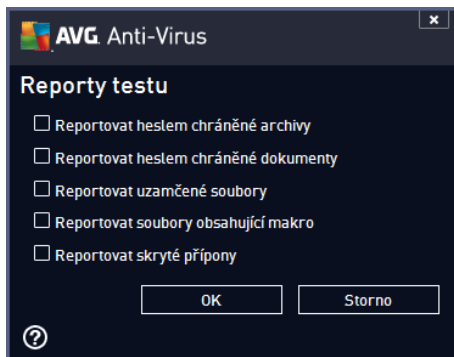 AVG. Anti-Virus
Reporty testu
Reportovat heslem chráněné archivy
Reportovat heslem chráněné dokumenty
Reportovat uzamčené soubory
Reportovat soubory obsahující makro
Reportovat skryté přípony
OK
Storno